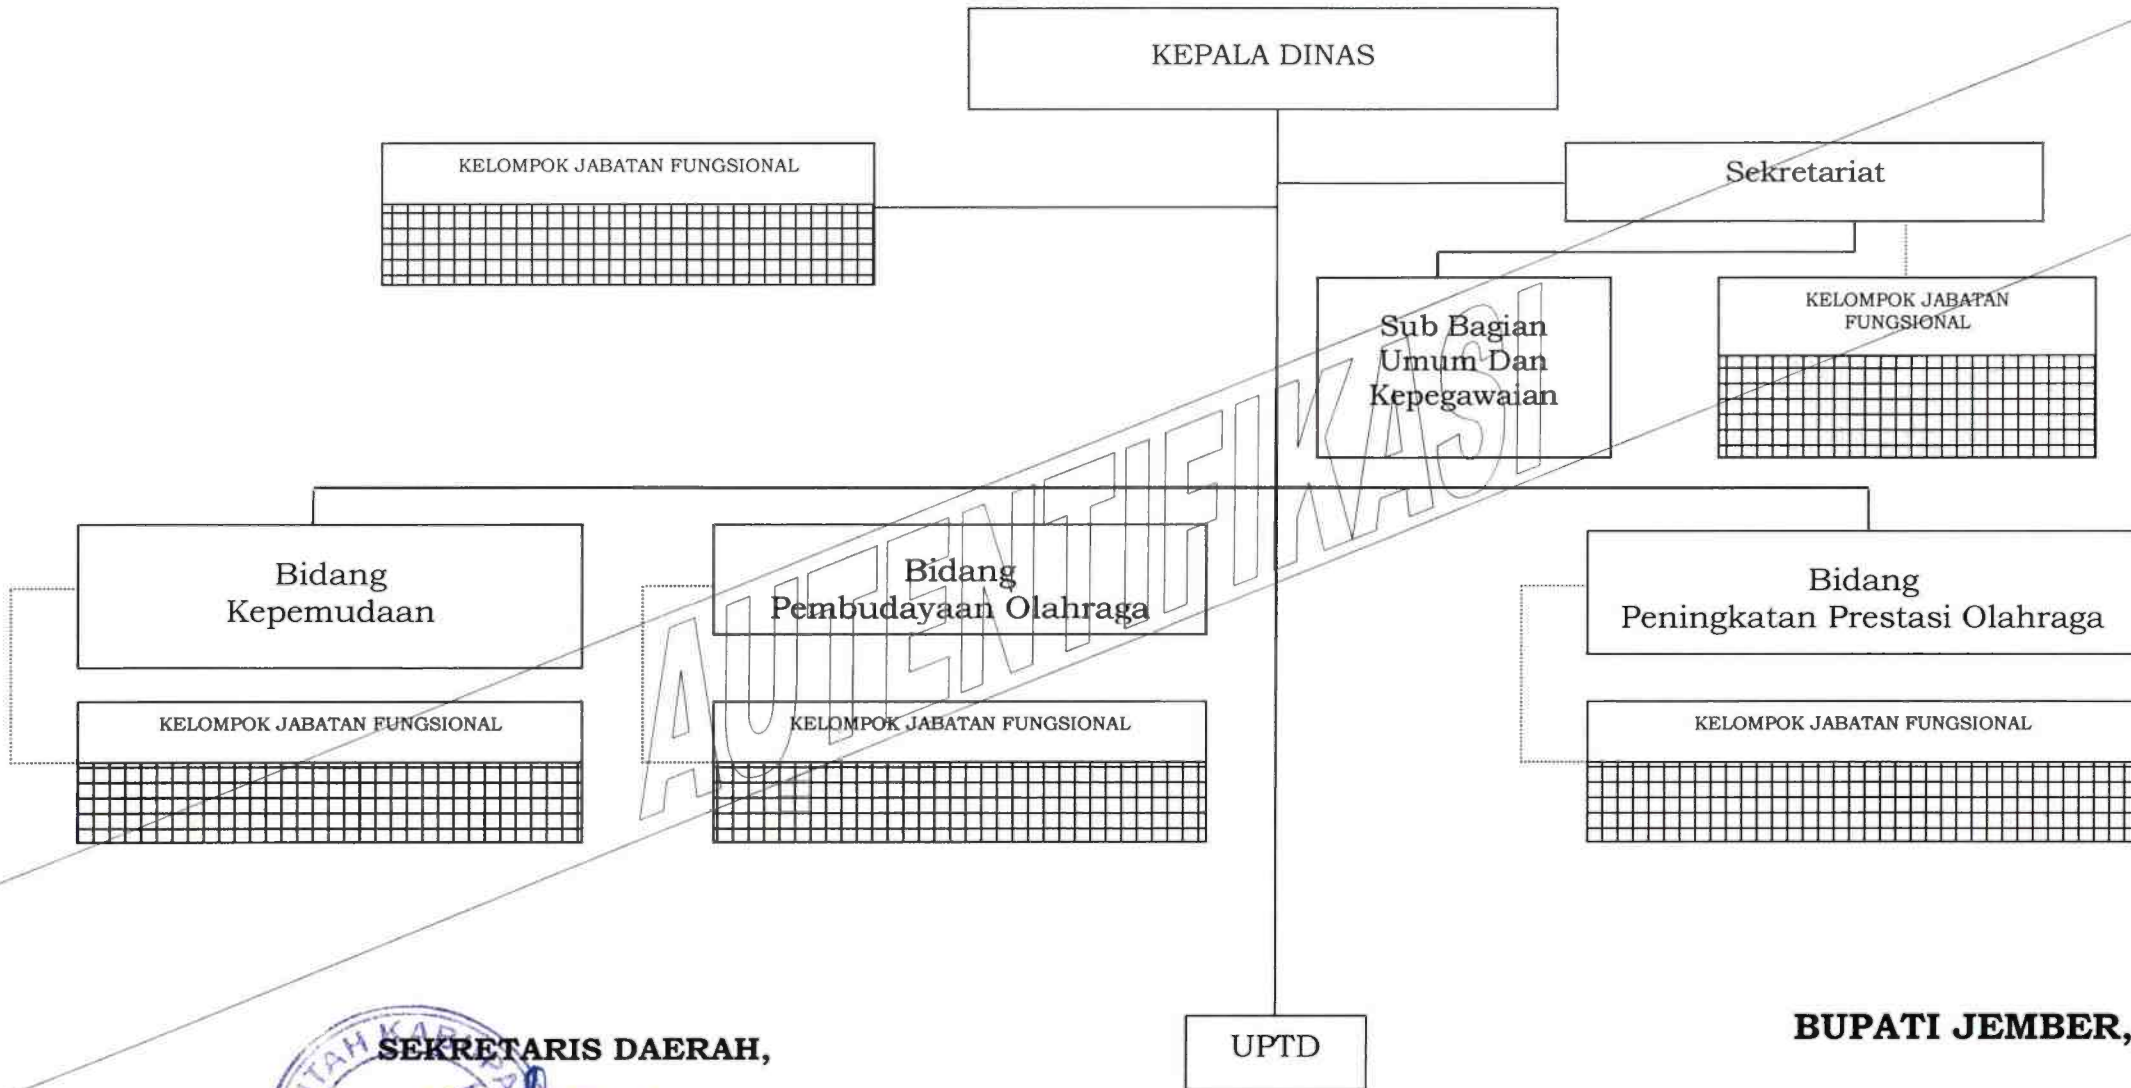 KEPALA DINAS
KELOMPOK JABATAN FUNGSIONAL
Sekretariat
Sub Bagian
Umum Dan
Kepegawaian
KELOMPOK JABATAN
FUNGSIONAL
AUTENTIFIKASI
Bidang
Kepemudaan
Bidang
Pembudayaan Olahraga
Bidang
Peningkatan Prestasi Olahraga
KELOMPOK JABATAN FUNGSIONAL
KELOMPOK JABATAN FUNGSIONAL
KELOMPOK JABATAN FUNGSIONAL
UPTD
SEKRETARIS DAERAH,
BUPATI JEMBER,